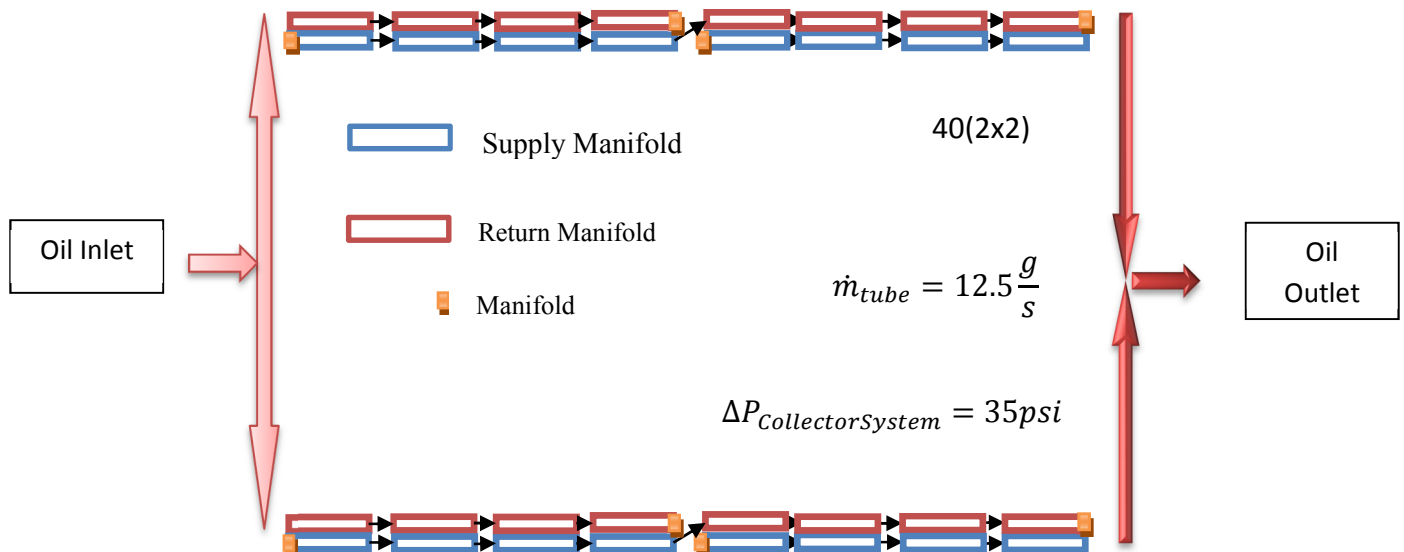 Supply Manifold
40(2x2)
Oil Inlet
Return Manifold
Manifold
ṁ_tube = 12.5 g/s
Oil
Outlet
ΔP_CollectorSystem = 35psi